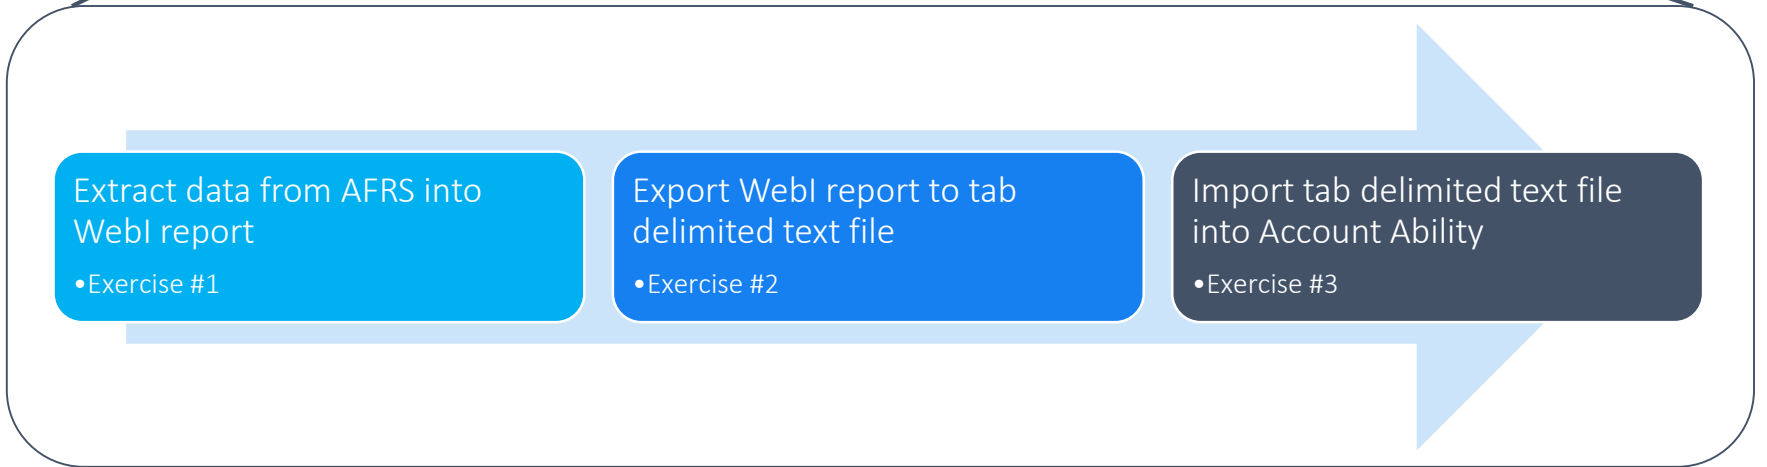 Extract data from AFRS into
WebI report
•Exercise #1
Export WebI report to tab
delimited text file
•Exercise #2
Import tab delimited text file
into Account Ability
•Exercise #3